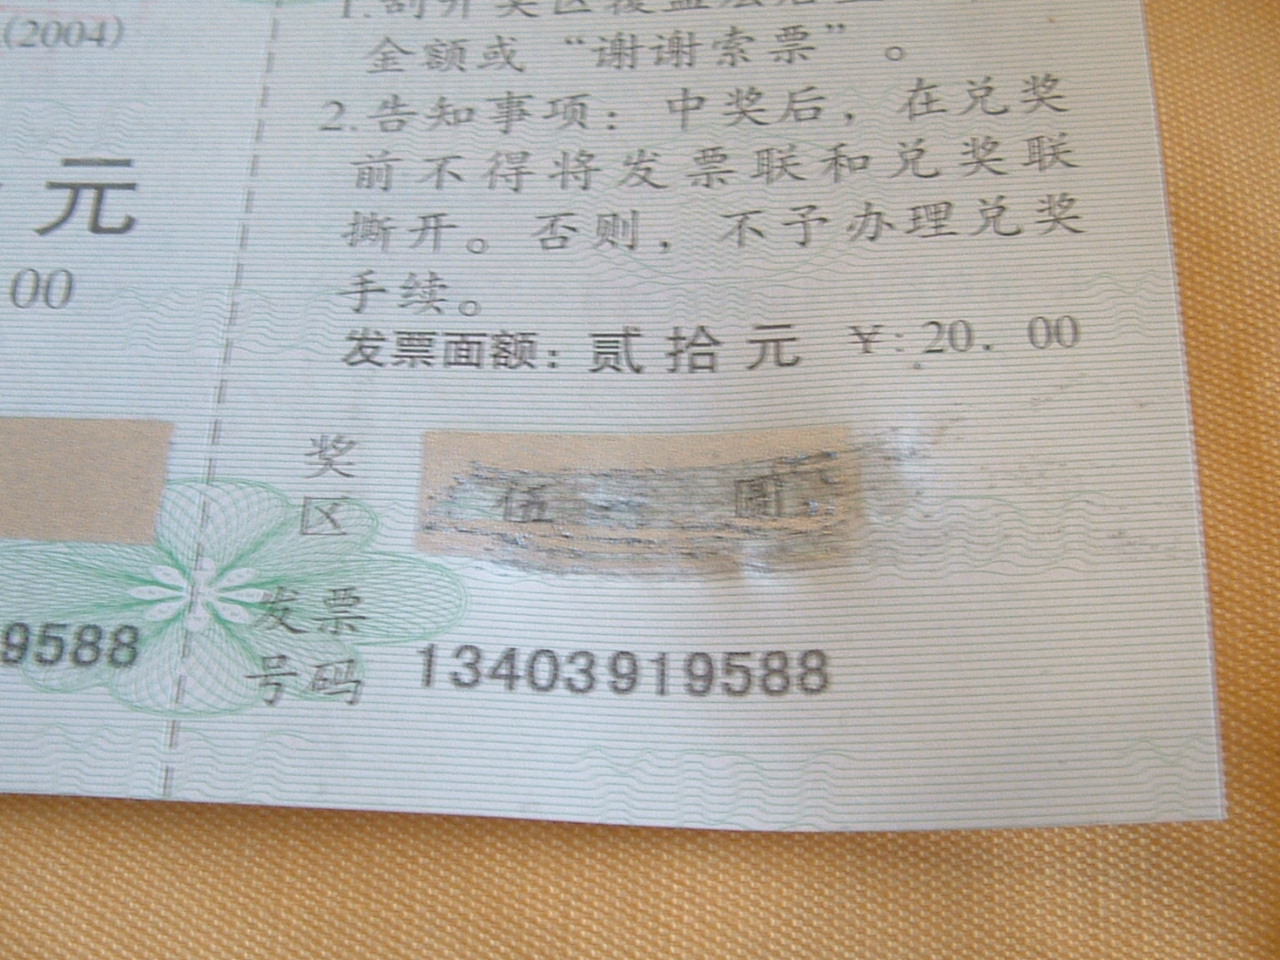 (2004)
元
00
9588
金额或“谢谢索票”。
2.告知事项：中奖后，在兑奖
前不得将发票联和兑奖联
撕开。否则，不予办理兑奖
手续。
发票面额：贰拾元 ¥:20.00
奖
区
伍 圆
发票
号码
13403919588